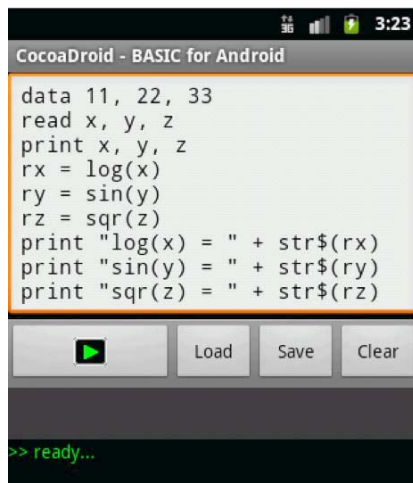 3G 3:23
CocoaDroid - BASIC for Android
data 11, 22, 33
read x, y, z
print x, y, z
rx = log(x)
ry = sin(y)
rz = sqr(z)
print "log(x) = " + str$(rx)
print "sin(y) = " + str$(ry)
print "sqr(z) = " + str$(rz)
Load Save Clear
>> ready...